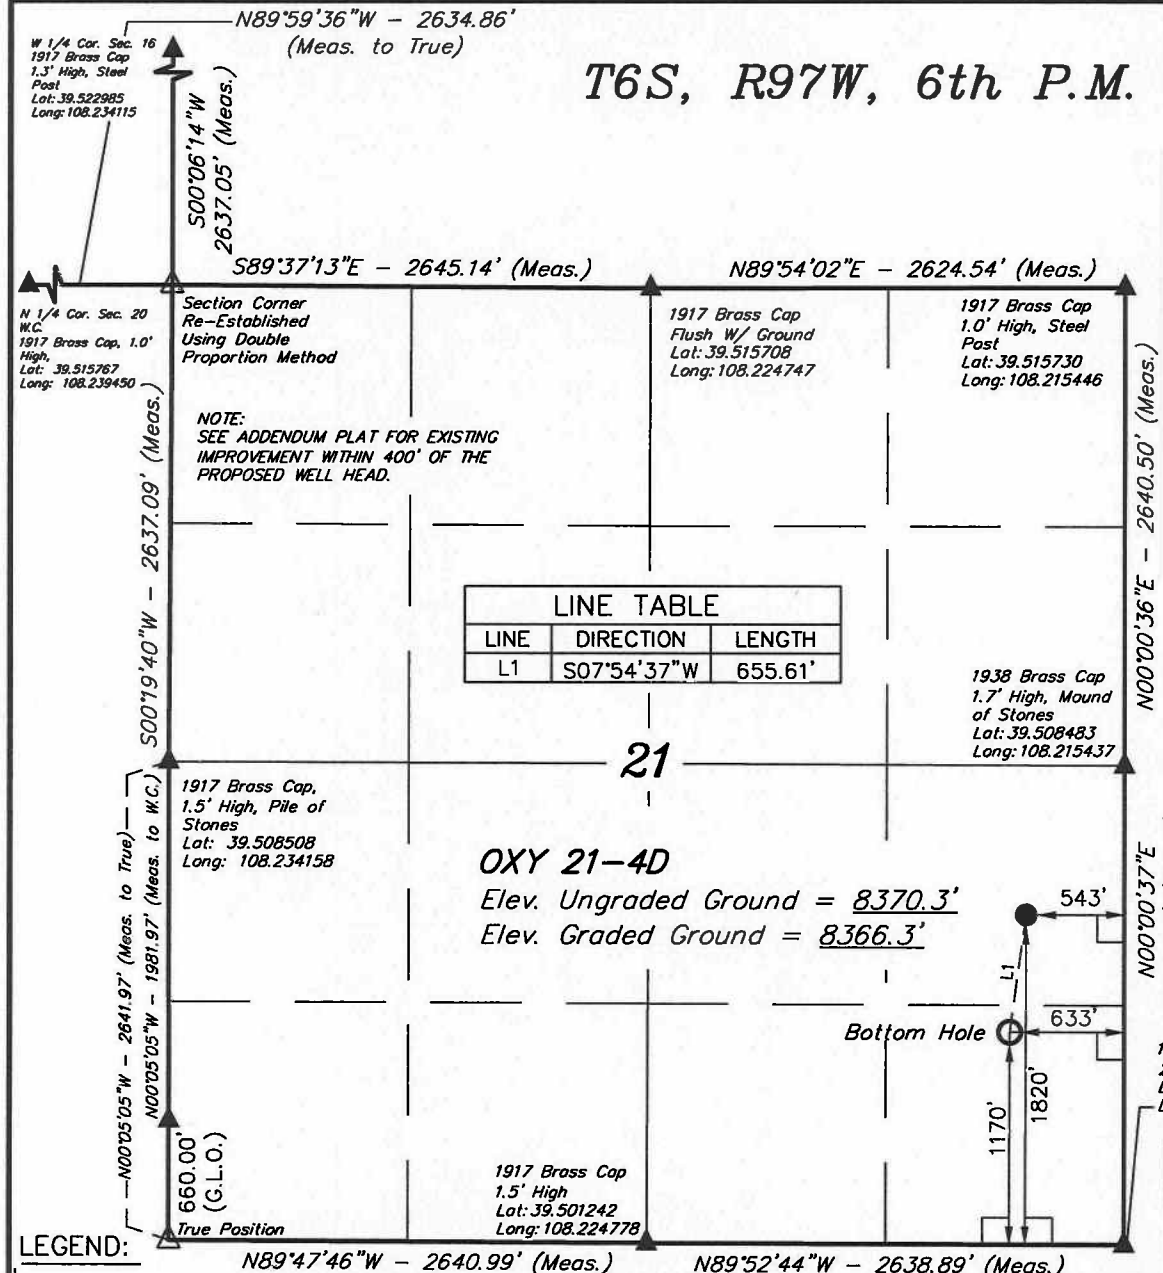 N89°59'36"W - 2634.86'
(Meas. to True)
W 1/4 Cor. Sec. 16
1917 Brass Cap
1.3' High, Steel
Post
Lat: 39.522985
Long: 108.234115
T6S, R97W, 6th P.M.
S00°06'14"W
2637.05' (Meas.)
S89°37'13"E - 2645.14' (Meas.)
N89°54'02"E - 2624.54' (Meas.)
N 1/4 Cor. Sec. 20
W.C.
1917 Brass Cap, 1.0'
High,
Lat: 39.515767
Long: 108.239450
Section Corner
Re-Established
Using Double
Proportion Method
1917 Brass Cap
Flush W/ Ground
Lat: 39.515708
Long: 108.224747
1917 Brass Cap
1.0' High, Steel
Post
Lat: 39.515730
Long: 108.215446
NOTE:
SEE ADDENDUM PLAT FOR EXISTING
IMPROVEMENT WITHIN 400' OF THE
PROPOSED WELL HEAD.
S00°19'40"W - 2637.09' (Meas.)
N00°00'36"E - 2640.50' (Meas.)
LINE TABLE
LINE DIRECTION LENGTH
L1 S07°54'37"W 655.61'
1938 Brass Cap
1.7' High, Mound
of Stones
Lat: 39.508483
Long: 108.215437
21
1917 Brass Cap,
1.5' High, Pile of
Stones
Lat: 39.508508
Long: 108.234158
N00°05'05"W - 2641.97' (Meas. to True)
N00°05'05"W - 1981.97' (Meas. to W.C.)
OXY 21-4D
Elev. Ungraded Ground = 8370.3'
Elev. Graded Ground = 8366.3'
543'
N00°00'37"E
L1
633'
Bottom Hole
1170'
1820'
660.00'
(G.L.O.)
1917 Brass Cap
1.5' High
Lat: 39.501242
Long: 108.224778
True Position
LEGEND:
N89°47'46"W - 2640.99' (Meas.)
N89°52'44"W - 2638.89' (Meas.)